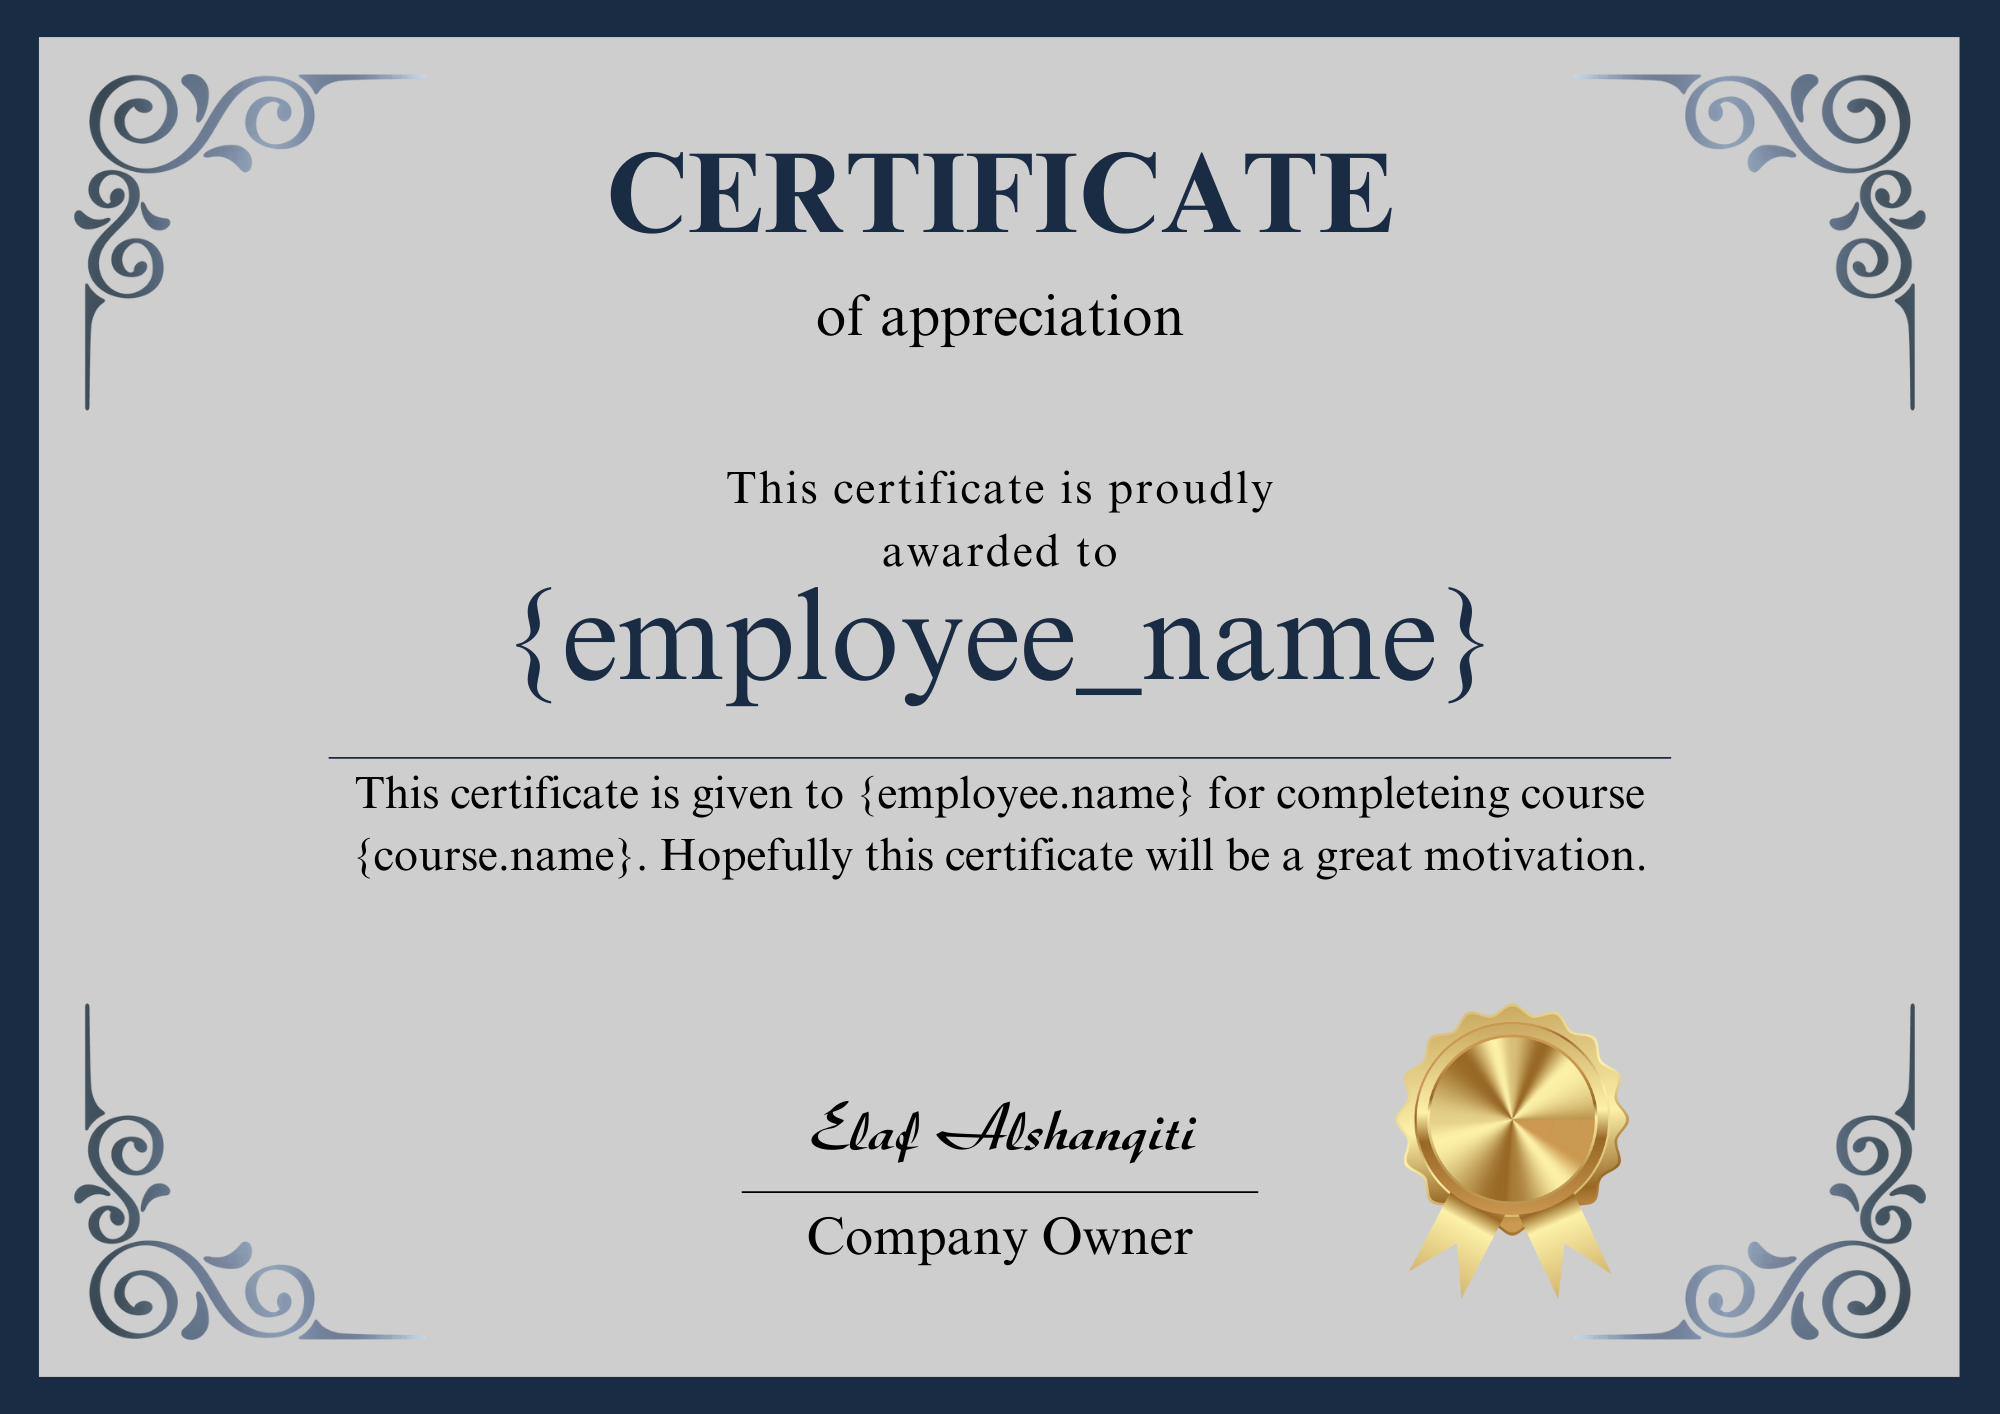 CERTIFICATE
of appreciation
This certificate is proudly
awarded to
{employee_name}
This certificate is given to {employee.name} for completeing course
{course.name}. Hopefully this certificate will be a great motivation.
Elaf Alshanqiti
Company Owner